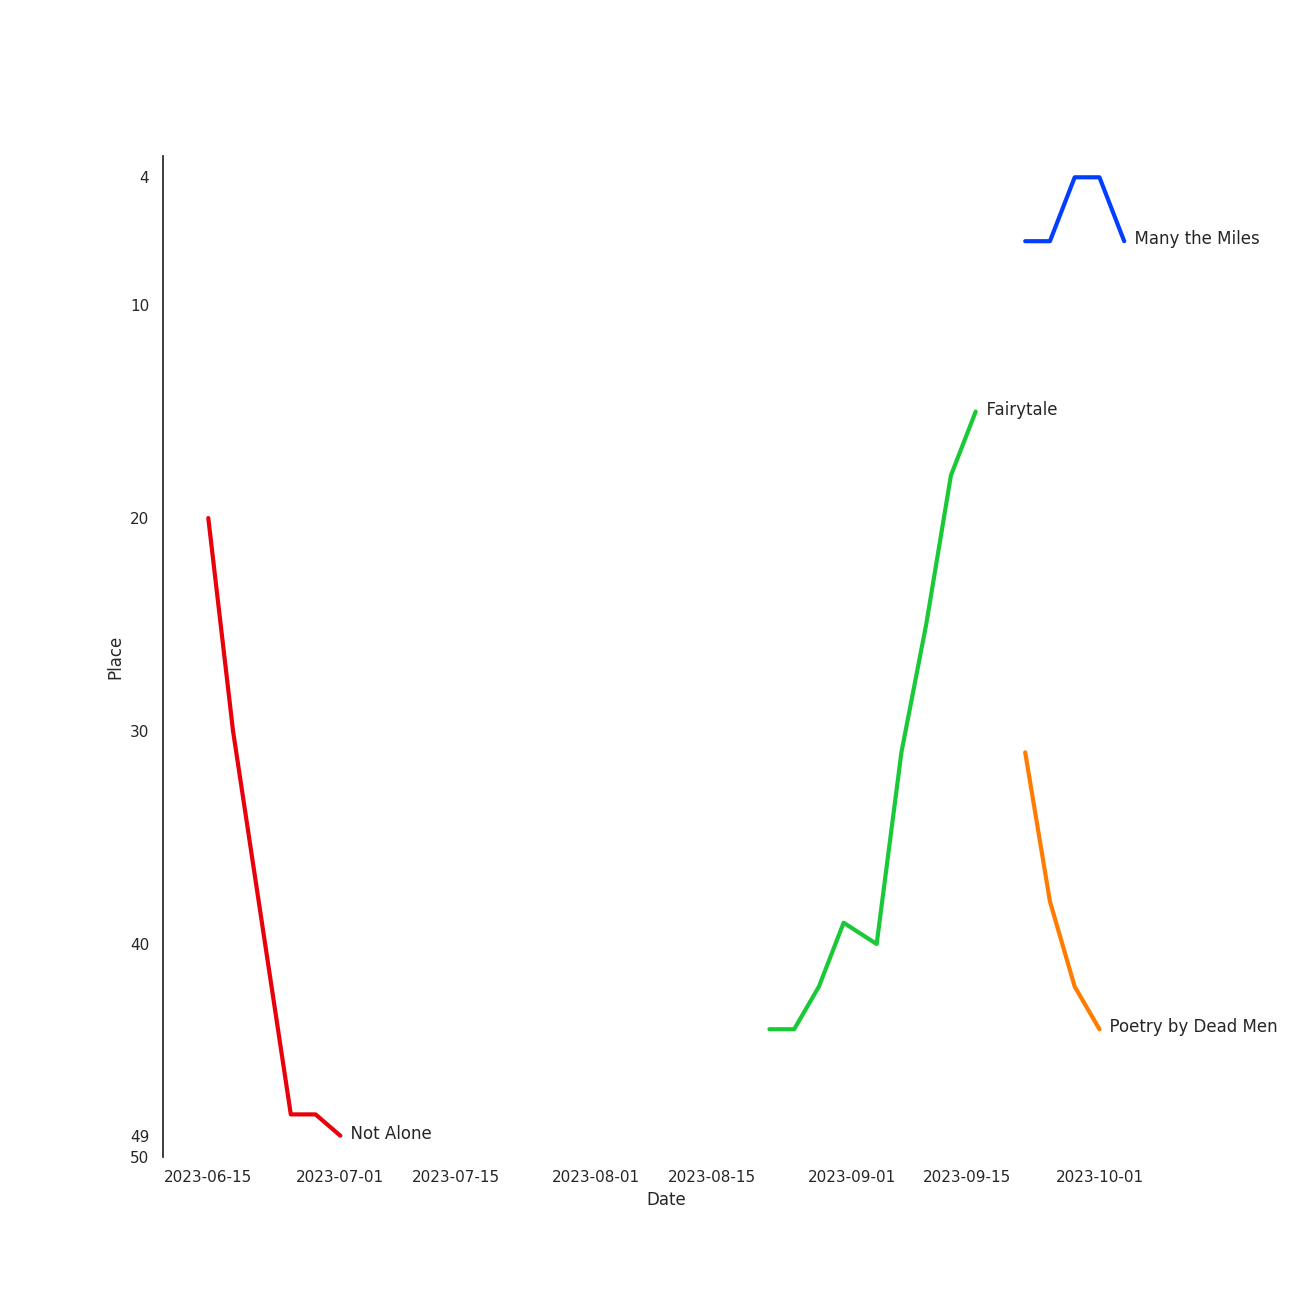 4
Many the Miles
10
Fairytale
20
Place
30
40
Poetry by Dead Men
49
Not Alone
50
2023-06-15 2023-07-01 2023-07-15 2023-08-01 2023-08-15 2023-09-01 2023-09-15 2023-10-01
Date